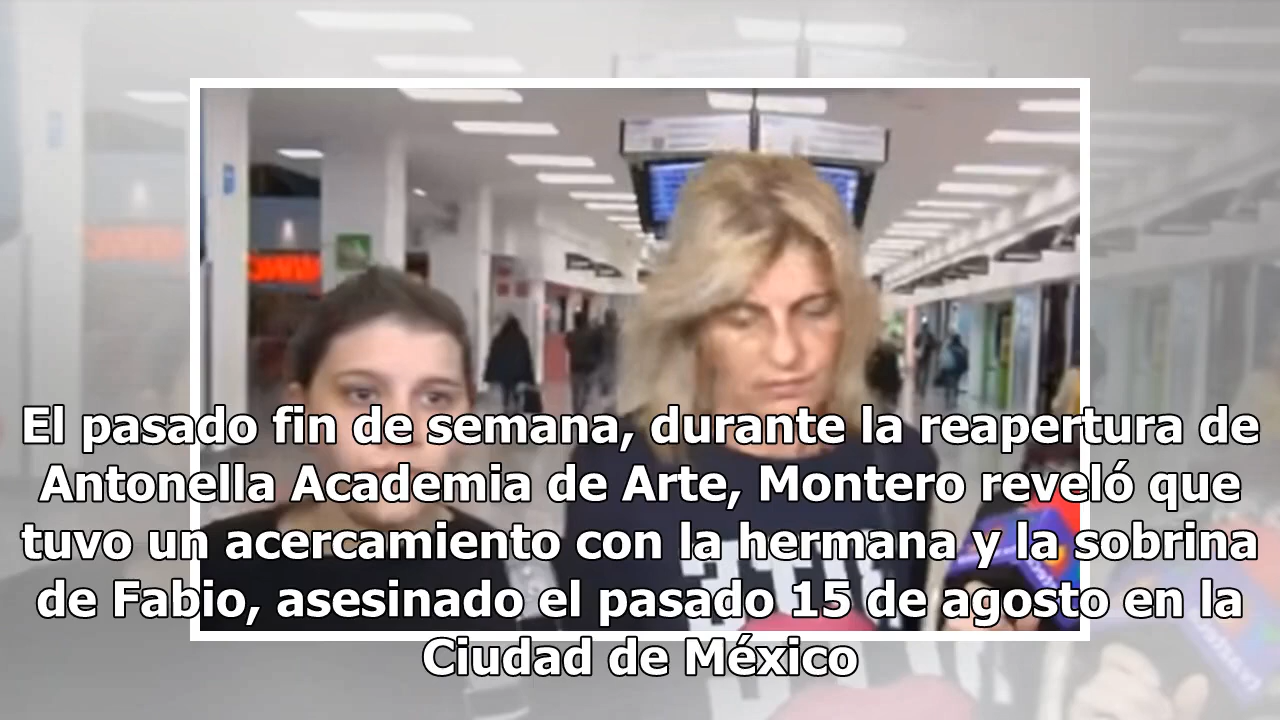 El pasado fin de semana, durante la reapertura de
Antonella Academia de Arte, Montero reveló que
tuvo un acercamiento con la hermana y la sobrina
de Fabio, asesinado el pasado 15 de agosto en la
Ciudad de México